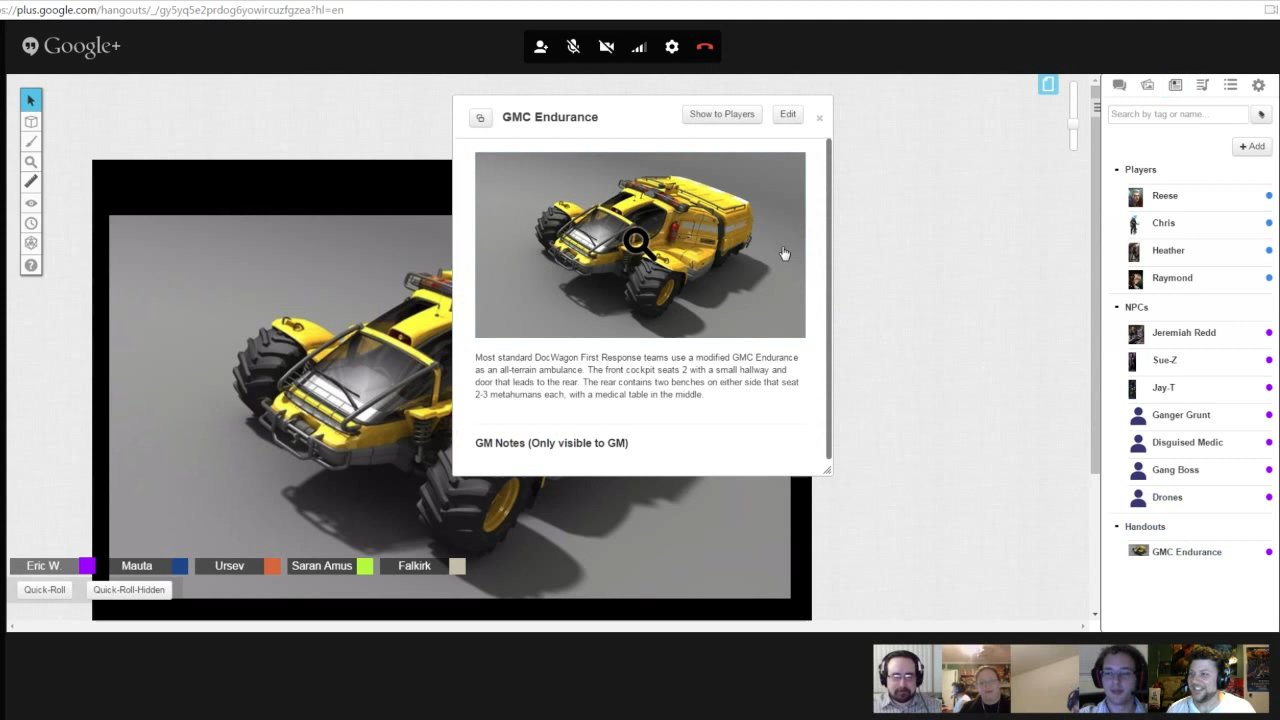 s://plus.google.com/hangouts/_/gy5yq5e2prdog6yowircuzfgzea?hl=en
Google+
GMC Endurance
Show to Players
Edit
Search by tag or name...
+ Add
Players
Reese
Chris
Heather
Raymond
NPCs
Jeremiah Redd
Sue-Z
Jay-T
Ganger Grunt
Disguised Medic
Gang Boss
Drones
Handouts
GMC Endurance
Most standard DocWagon First Response teams use a modified GMC Endurance
as an all-terrain ambulance. The front cockpit seats 2 with a small hallway and
door that leads to the rear. The rear contains two benches on either side that seat
2-3 metahumans each, with a medical table in the middle.
GM Notes (Only visible to GM)
Eric W.
Mauta
Ursev
Saran Amus
Falkirk
Quick-Roll
Quick-Roll-Hidden